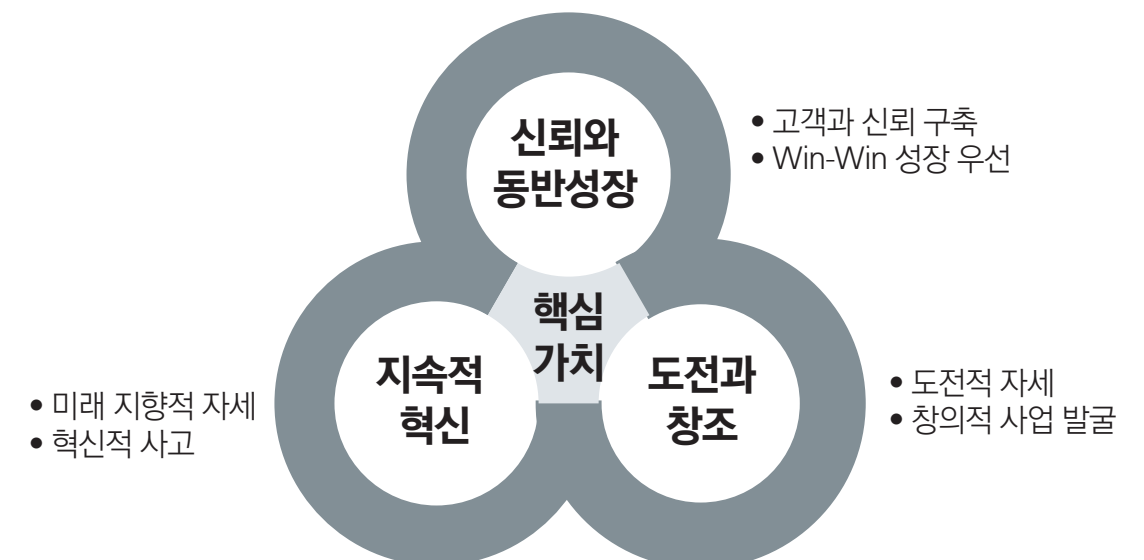 신뢰와
동반성장
• 고객과 신뢰 구축
• Win-Win 성장 우선
핵심
가치
지속적
혁신
• 미래 지향적 자세
• 혁신적 사고
도전과
창조
• 도전적 자세
• 창의적 사업 발굴